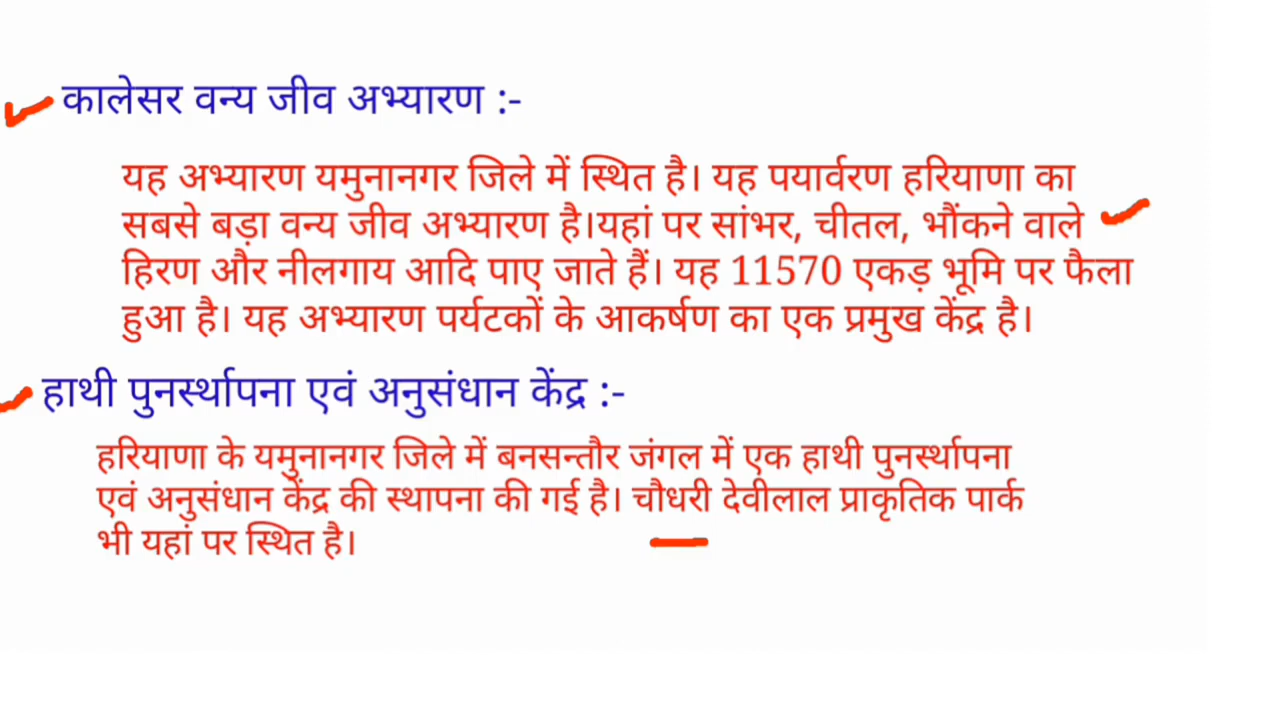 कालेसर वन्य जीव अभ्यारण :-
यह अभ्यारण यमुनानगर जिले में स्थित है। यह पयार्वरण हरियाणा का
सबसे बड़ा वन्य जीव अभ्यारण है।यहां पर सांभर, चीतल, भौंकने वाले
हिरण और नीलगाय आदि पाए जाते हैं। यह 11570 एकड़ भूमि पर फैला
हुआ है। यह अभ्यारण पर्यटकों के आकर्षण का एक प्रमुख केंद्र है।
हाथी पुनर्स्थापना एवं अनुसंधान केंद्र :-
हरियाणा के यमुनानगर जिले में बनसन्तौर जंगल में एक हाथी पुनर्स्थापना
एवं अनुसंधान केंद्र की स्थापना की गई है। चौधरी देवीलाल प्राकृतिक पार्क
भी यहां पर स्थित है।